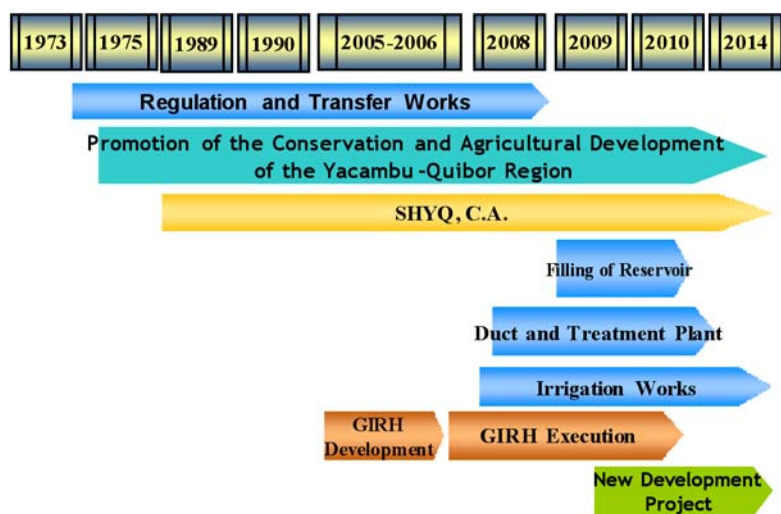 1973 1975 1989 1990 2005-2006 2008 2009 2010 2014
Regulation and Transfer Works
Promotion of the Conservation and Agricultural Development
of the Yacambu-Quibor Region
SHYQ, C.A.
Filling of Reservoir
Duct and Treatment Plant
Irrigation Works
GIRH
Development
GIRH Execution
New Development
Project